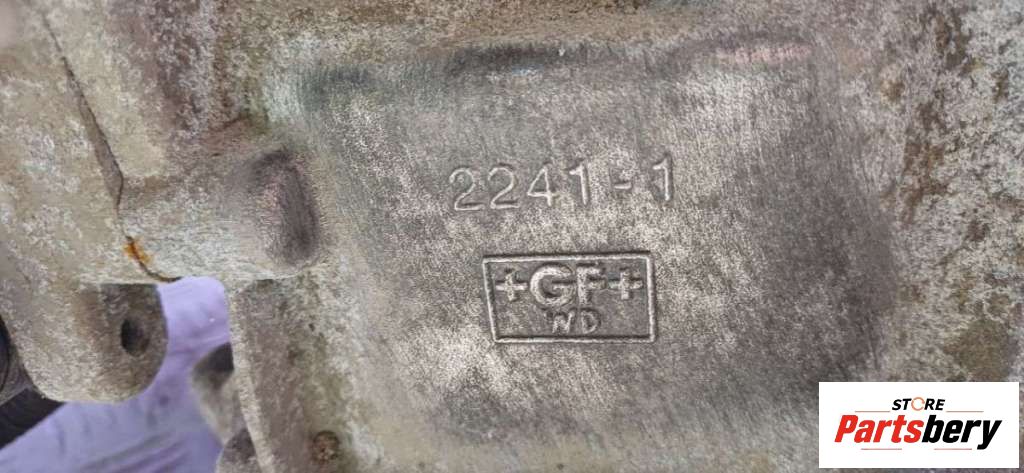 2241-1
+GF+
WD
STORE
Partsbery